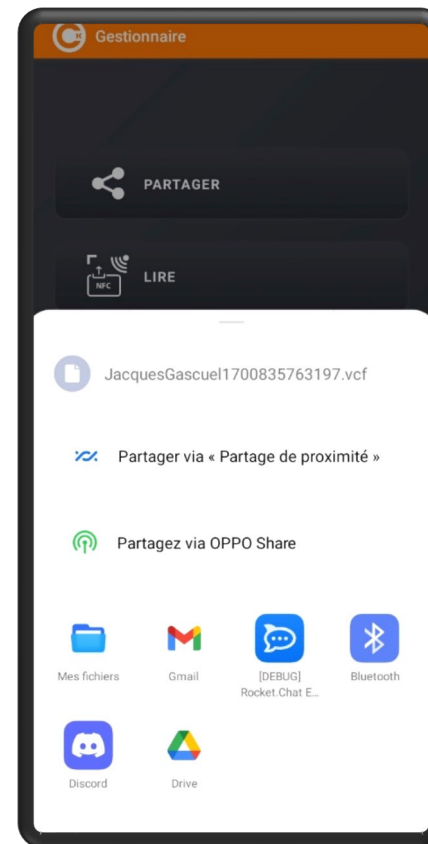 Gestionnaire
PARTAGER
NFC
LIRE
JacquesGascuel1700835763197.vcf
Partager via « Partage de proximité »
Partagez via OPPO Share
Mes fichiers
Gmail
[DEBUG]
Rocket.Chat E...
Bluetooth
Discord
Drive